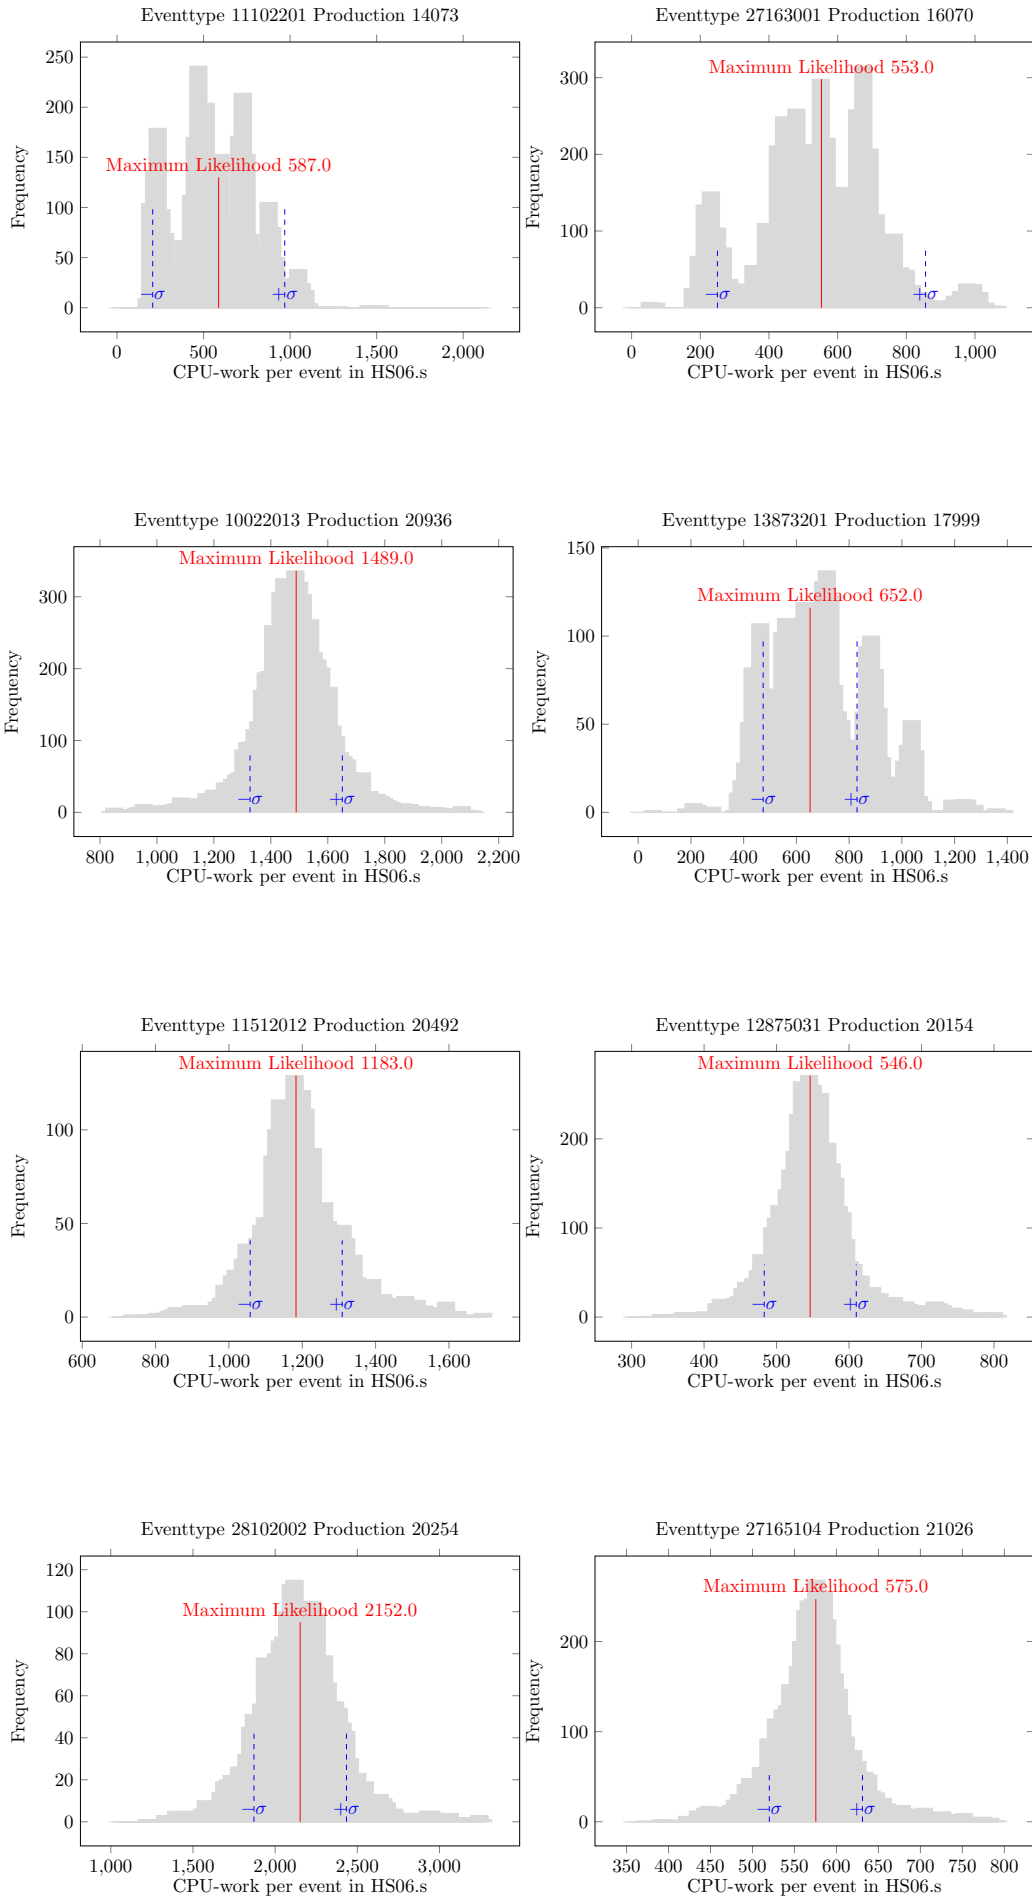 Eventtype 11102201 Production 14073
250
200
150
100
50
0
Frequency
Maximum Likelihood 587.0
−σ
+σ
0 500 1,000 1,500 2,000
CPU-work per event in HS06.s
Eventtype 27163001 Production 16070
300
200
100
0
Frequency
Maximum Likelihood 553.0
−σ
+σ
0 200 400 600 800 1,000
CPU-work per event in HS06.s
Eventtype 10022013 Production 20936
300
200
100
0
Frequency
Maximum Likelihood 1489.0
−σ
+σ
800 1,000 1,200 1,400 1,600 1,800 2,000 2,200
CPU-work per event in HS06.s
Eventtype 13873201 Production 17999
150
100
50
0
Frequency
Maximum Likelihood 652.0
−σ
+σ
0 200 400 600 800 1,000 1,200 1,400
CPU-work per event in HS06.s
Eventtype 11512012 Production 20492
100
50
0
Frequency
Maximum Likelihood 1183.0
−σ
+σ
600 800 1,000 1,200 1,400 1,600
CPU-work per event in HS06.s
Eventtype 12875031 Production 20154
200
100
0
Frequency
Maximum Likelihood 546.0
−σ
+σ
300 400 500 600 700 800
CPU-work per event in HS06.s
Eventtype 28102002 Production 20254
120
100
80
60
40
20
0
Frequency
Maximum Likelihood 2152.0
−σ
+σ
1,000 1,500 2,000 2,500 3,000
CPU-work per event in HS06.s
Eventtype 27165104 Production 21026
200
100
0
Frequency
Maximum Likelihood 575.0
−σ
+σ
350 400 450 500 550 600 650 700 750 800
CPU-work per event in HS06.s